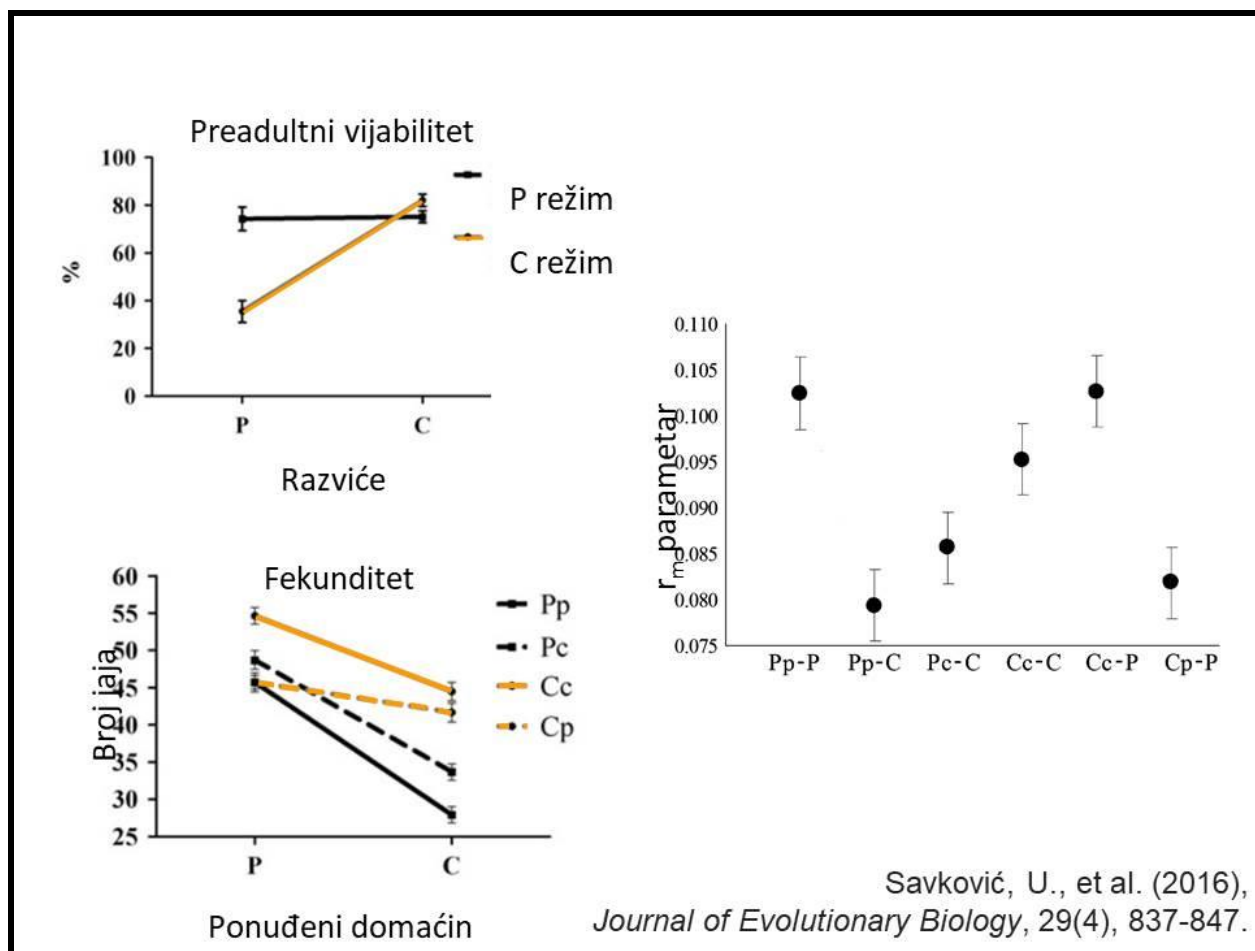 Preadultni vijabilitet
100
80
60
40
20
0
%
P režim
C režim
P C
Razviće
Fekunditet
60
55
50
45
40
35
30
25
Broj jaja
Pp
Pc
Cc
Cp
P C
Ponuđeni domaćin
0.110
0.105
0.100
0.095
0.090
0.085
0.080
0.075
rm parametar
Pp-P Pp-C Pc-C Cc-C Cc-P Cp-P
Savković, U., et al. (2016),
Journal of Evolutionary Biology, 29(4), 837-847.